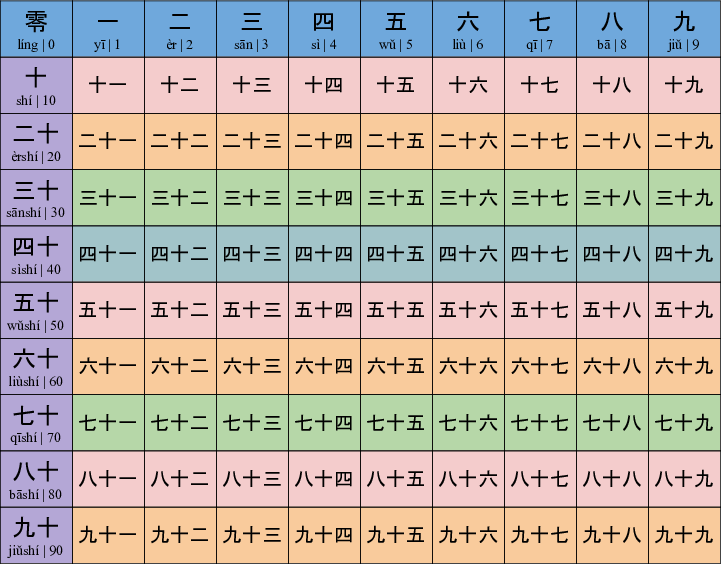 零 一 二 三 四 五 六 七 八 九
líng | 0 yī | 1 èr | 2 sān | 3 sì | 4 wǔ | 5 liù | 6 qī | 7 bā | 8 jiǔ | 9
十 十一 十二 十三 十四 十五 十六 十七 十八 十九
shí | 10
二十 二十一 二十二 二十三 二十四 二十五 二十六 二十七 二十八 二十九
èrshí | 20
三十 三十一 三十二 三十三 三十四 三十五 三十六 三十七 三十八 三十九
sānshí | 30
四十 四十一 四十二 四十三 四十四 四十五 四十六 四十七 四十八 四十九
sìshí | 40
五十 五十一 五十二 五十三 五十四 五十五 五十六 五十七 五十八 五十九
wǔshí | 50
六十 六十一 六十二 六十三 六十四 六十五 六十六 六十七 六十八 六十九
liùshí | 60
七十 七十一 七十二 七十三 七十四 七十五 七十六 七十七 七十八 七十九
qīshí | 70
八十 八十一 八十二 八十三 八十四 八十五 八十六 八十七 八十八 八十九
bāshí | 80
九十 九十一 九十二 九十三 九十四 九十五 九十六 九十七 九十八 九十九
jiǔshí | 90